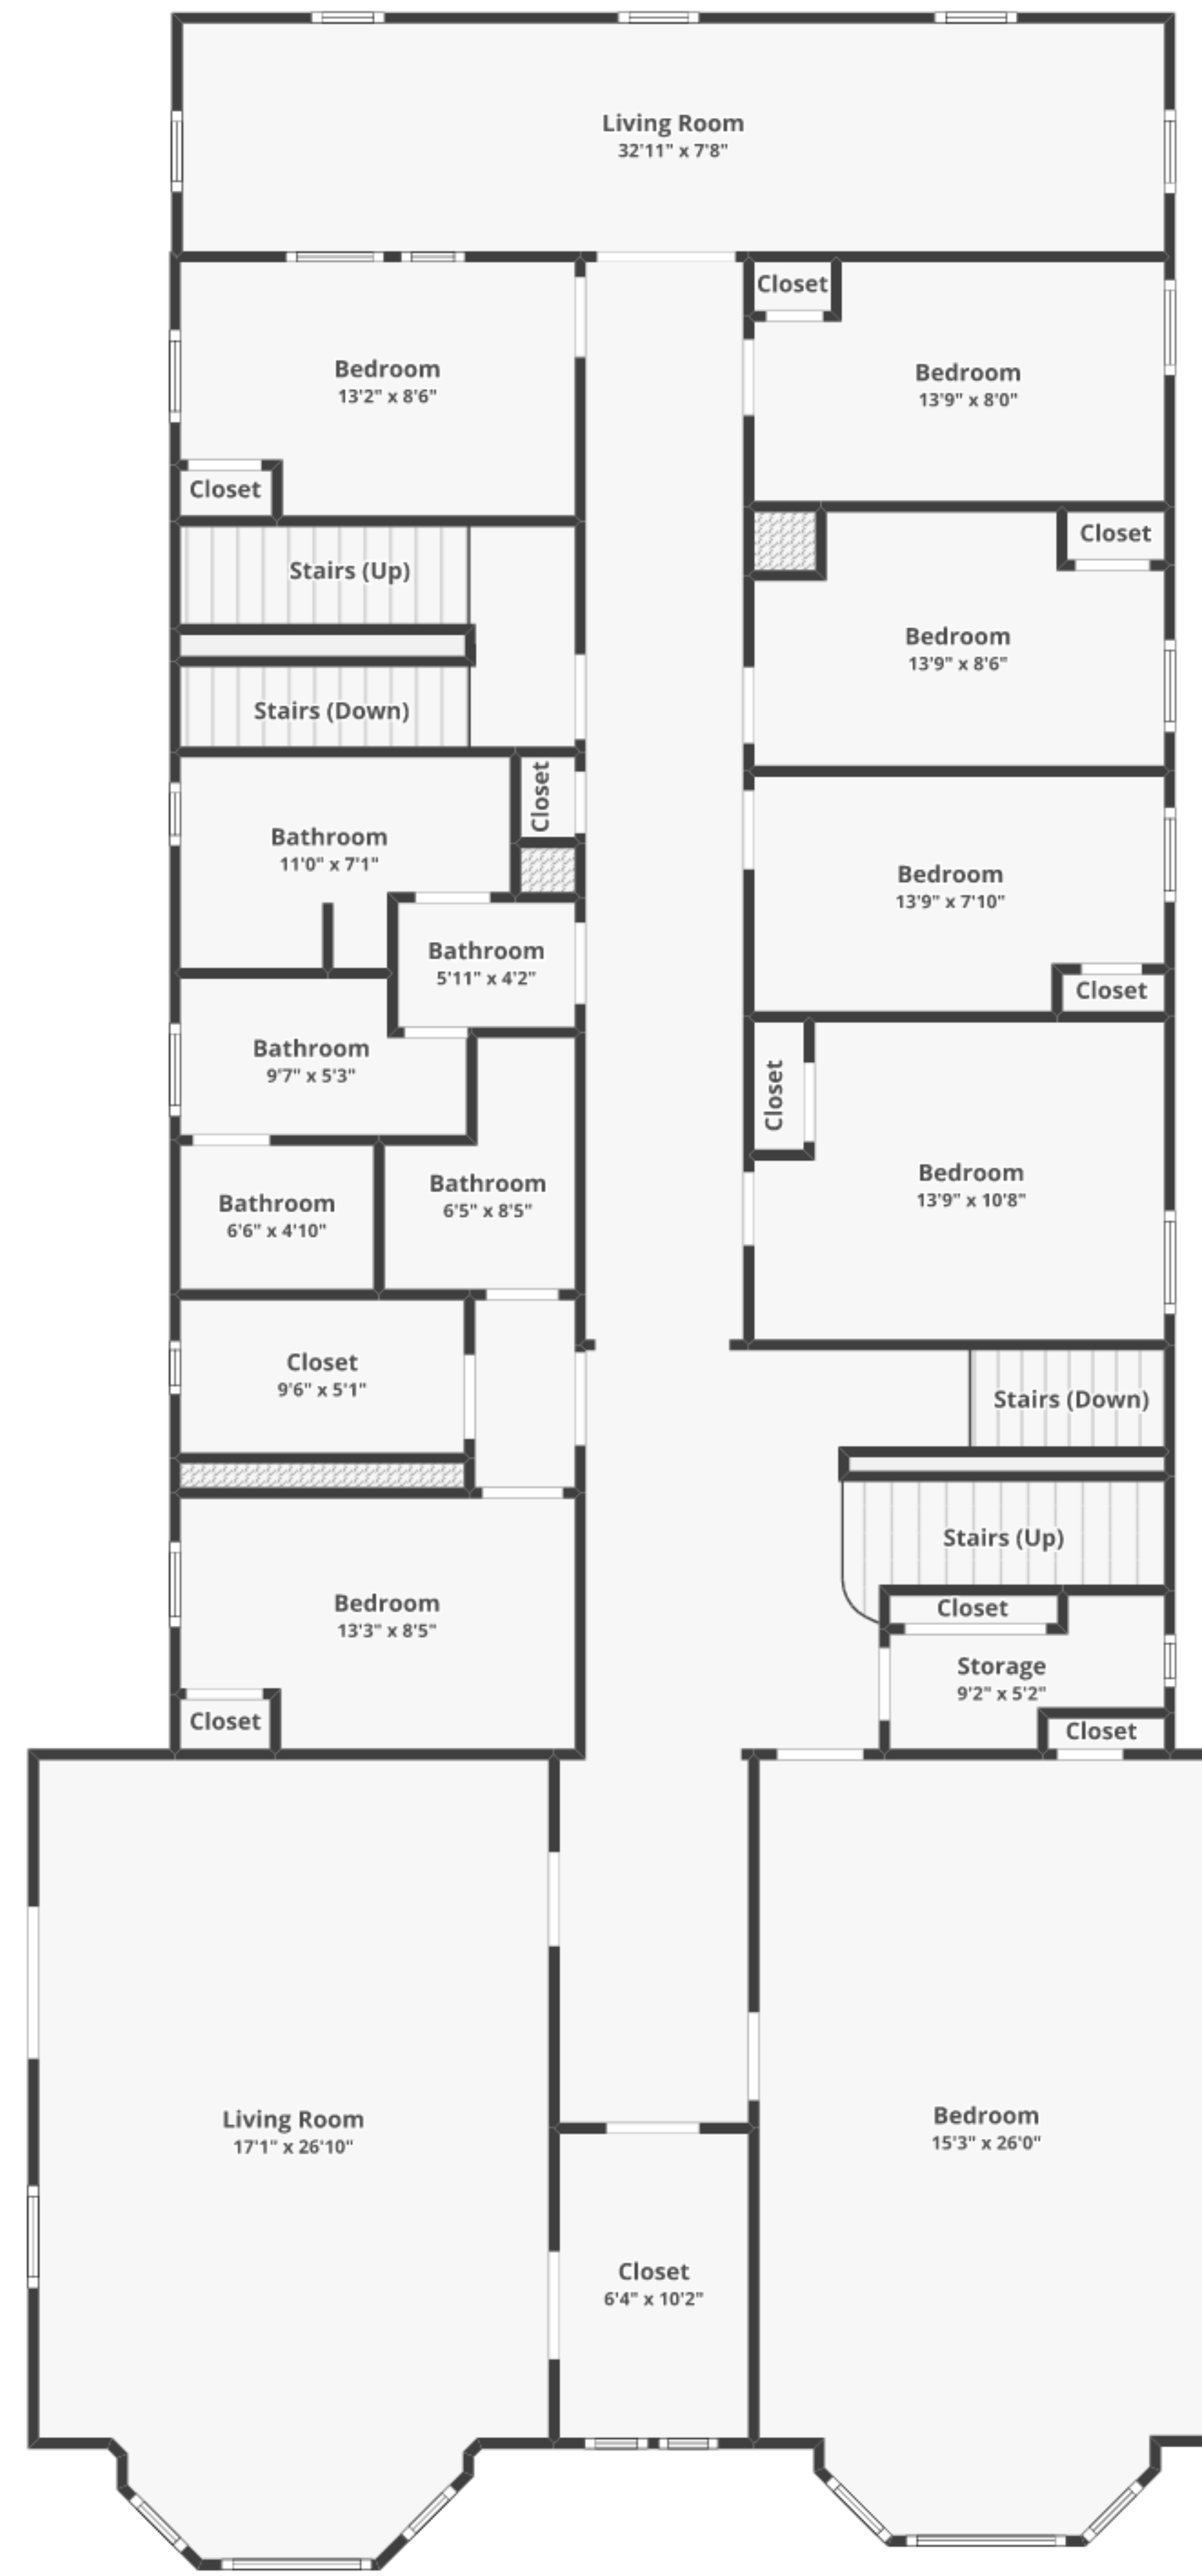 Living Room
32'11" x 7'8"
Closet
Bedroom
13'2" x 8'6"
Bedroom
13'9" x 8'0"
Closet
Closet
Stairs (Up)
Bedroom
13'9" x 8'6"
Stairs (Down)
Closet
Bathroom
11'0" x 7'1"
Bedroom
13'9" x 7'10"
Bathroom
5'11" x 4'2"
Closet
Bathroom
9'7" x 5'3"
Closet
Bedroom
13'9" x 10'8"
Bathroom
6'5" x 8'5"
Bathroom
6'6" x 4'10"
Closet
9'6" x 5'1"
Stairs (Down)
Stairs (Up)
Bedroom
13'3" x 8'5"
Closet
Storage
9'2" x 5'2"
Closet
Closet
Living Room
17'1" x 26'10"
Bedroom
15'3" x 26'0"
Closet
6'4" x 10'2"